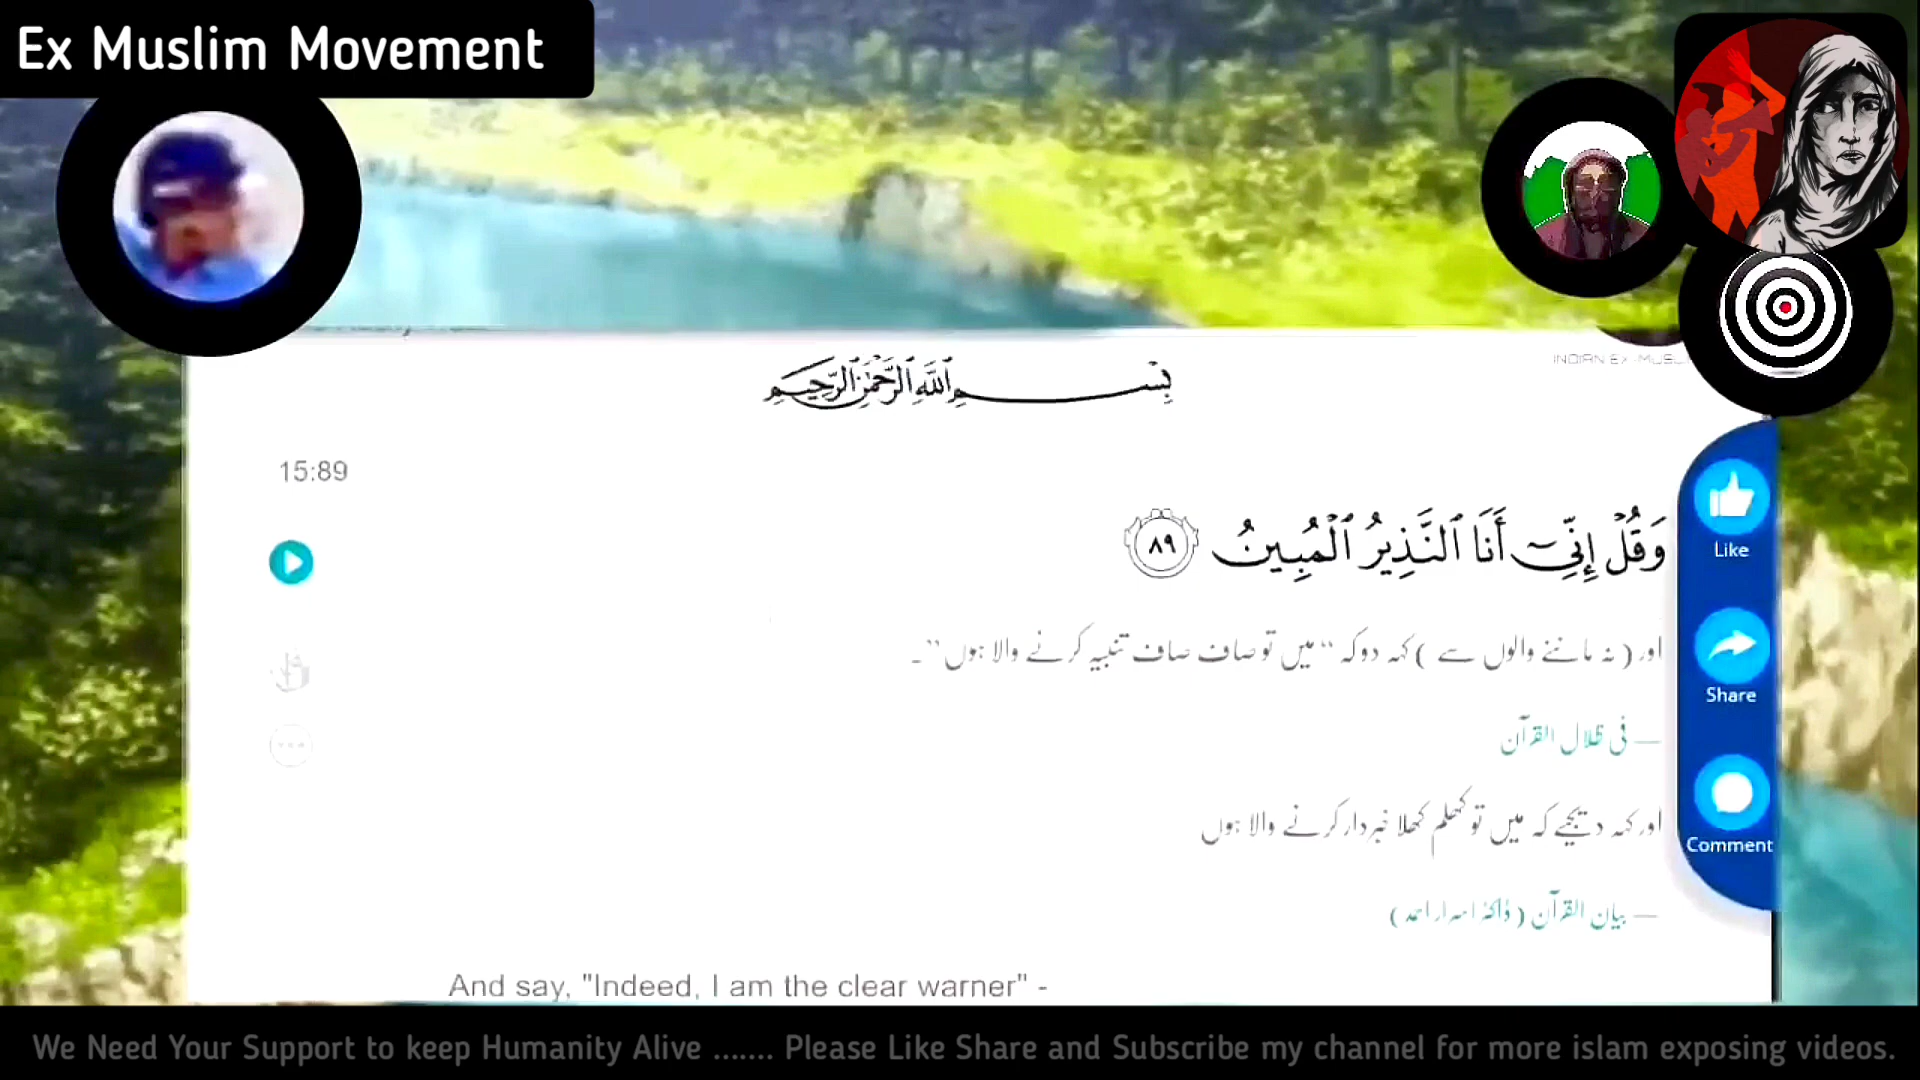 Ex Muslim Movement
بِسْمِ اللَّهِ الرَّحْمَٰنِ الرَّحِيمِ
15:89
وَقُلْ إِنِّىٓ أَنَا ٱلنَّذِيرُ ٱلْمُبِينُ ٨٩
اور (نہ ماننے والوں سے ) کہہ دو کہ “میں تو صاف صاف تنبیہ کرنے والا ہوں”۔
— فی ظلال القرآن
اور کہہ دیجیے کہ میں تو کھلم کھلا خبردار کرنے والا ہوں
— بیان القرآن (ڈاکٹر اسرار احمد)
And say, "Indeed, I am the clear warner" -
Like
Share
Comment
We Need Your Support to keep Humanity Alive ....... Please Like Share and Subscribe my channel for more islam exposing videos.